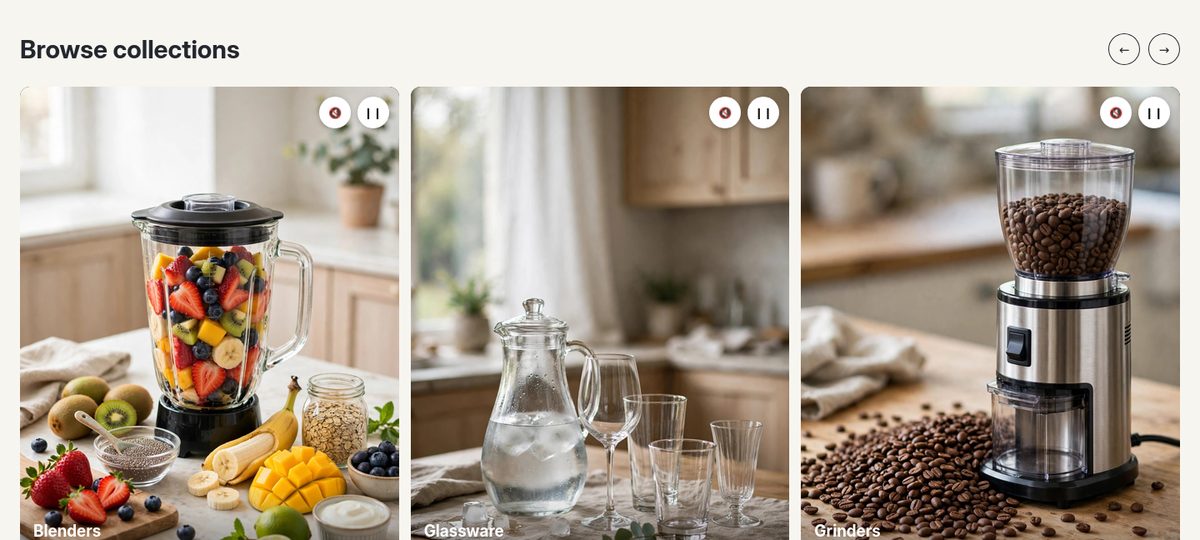 Browse collections
Blenders
Glassware
Grinders